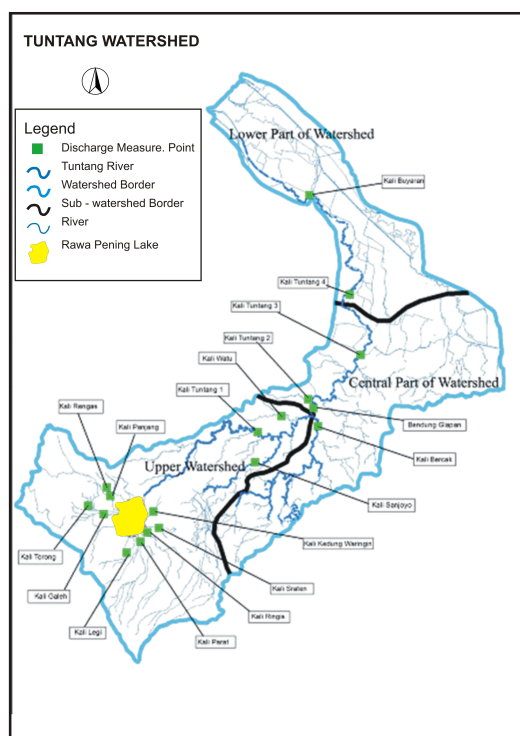 TUNTANG WATERSHED
Legend
Discharge Measure. Point
Tuntang River
Watershed Border
Sub - watershed Border
River
Rawa Pening Lake
Lower Part of Watershed
Kali Buyaran
Kali Tuntang 4
Kali Tuntang 3
Kali Tuntang 2
Kali Watu
Central Part of Watershed
Kali Tuntang 1
Kali Rengas
Bendung Glapan
Kali Panjang
Kali Bancak
Upper Watershed
Kali Sanjoyo
Kali Kedung Waringin
Kali Torong
Kali Sraten
Kali Galeh
Kali Ringis
Kali Legi
Kali Parat